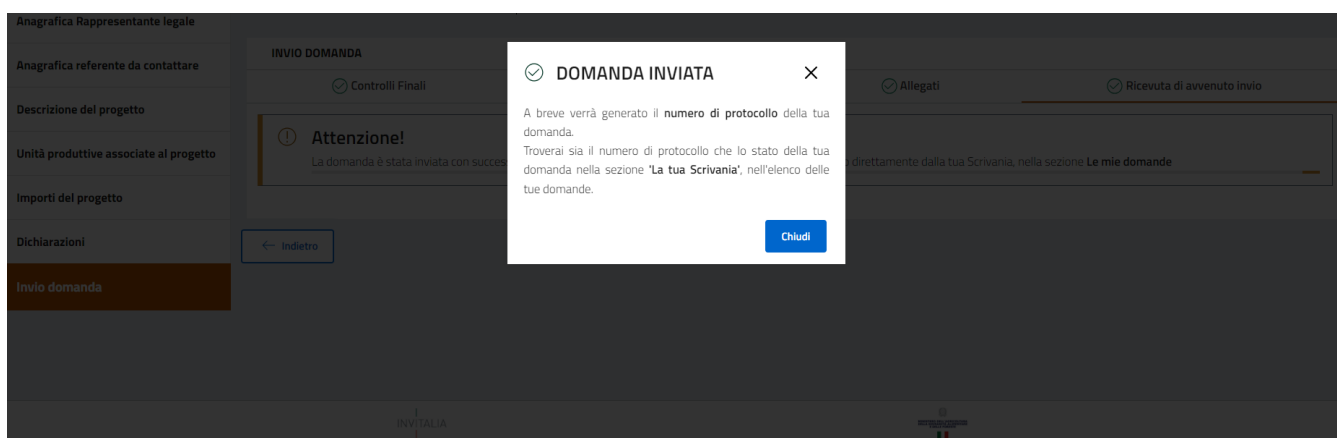 Anagrafica Rappresentante legale
Anagrafica referente da contattare
Descrizione del progetto
Unità produttive associate al progetto
Importi del progetto
Dichiarazioni
Invio domanda
INVIO DOMANDA
Controlli Finali
Allegati
Ricevuta di avvenuto invio
Attenzione!
La domanda è stata inviata con
direttamente dalla tua Scrivania, nella sezione Le mie domande
Indietro
DOMANDA INVIATA
A breve verrà generato il numero di protocollo della tua
domanda.
Troverai sia il numero di protocollo che lo stato della tua
domanda nella sezione 'La tua Scrivania', nell'elenco delle
tue domande.
Chiudi
INVITALIA